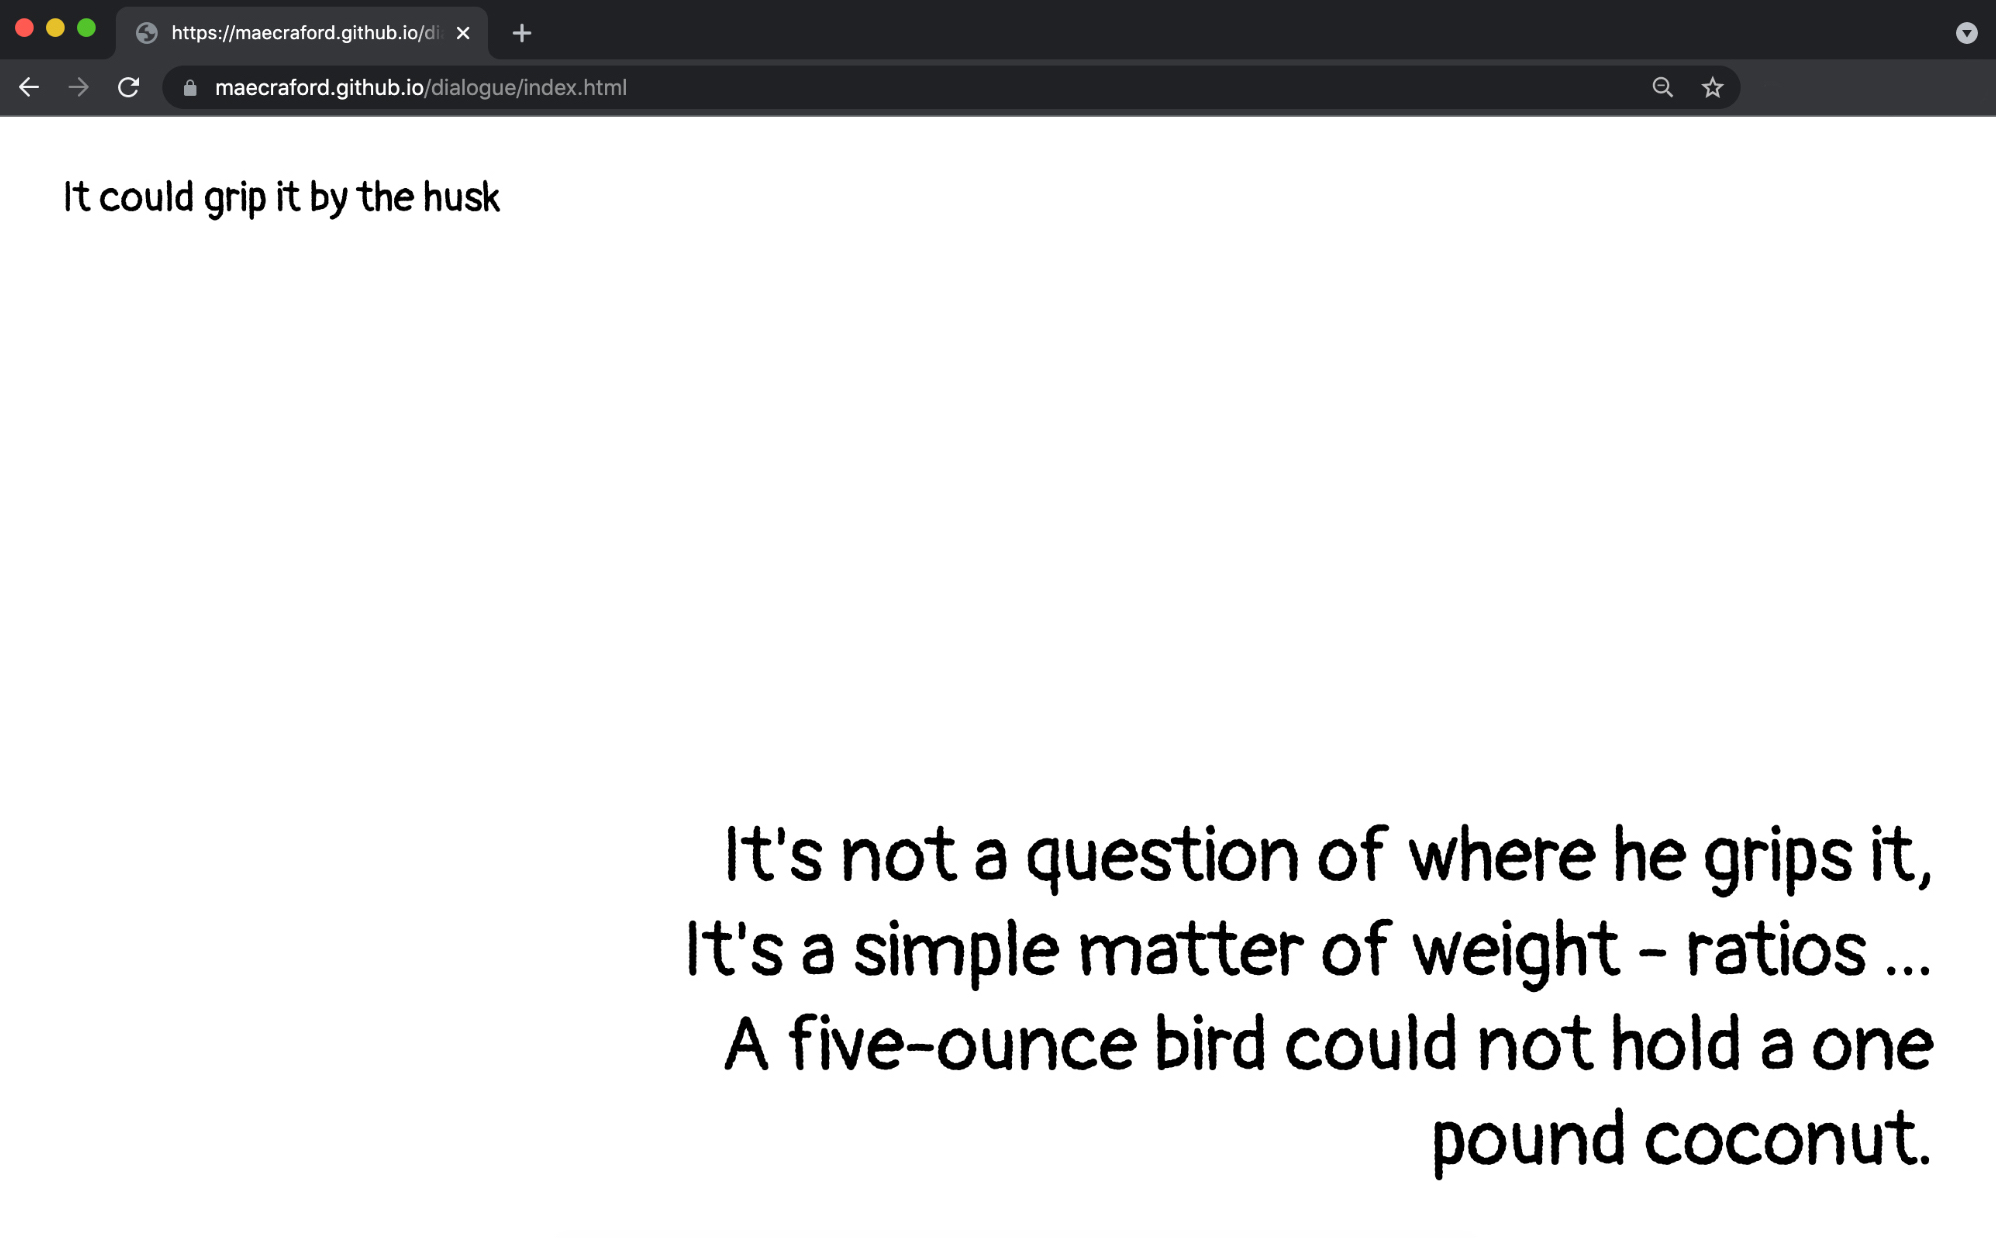 https://maecraford.github.io/di
maecraford.github.io/dialogue/index.html
It could grip it by the husk
It's not a question of where he grips it,
It's a simple matter of weight - ratios ...
A five-ounce bird could not hold a one
pound coconut.